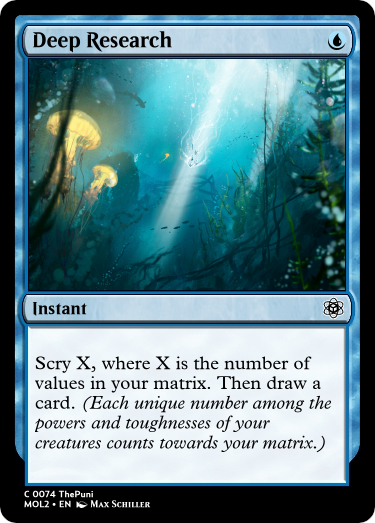 Deep Research
Instant
Scry X, where X is the number of
values in your matrix. Then draw a
card. (Each unique number among the
powers and toughnesses of your
creatures counts towards your matrix.)
C 0074 ThePuni
MOL2 • EN Max Schiller